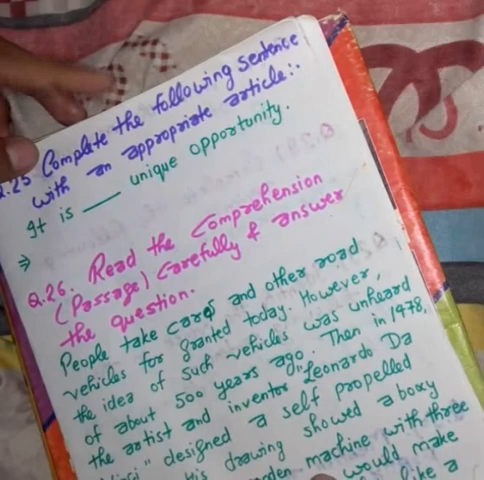 Q.25 Complete the following sentence
with an appropriate article:.
It is ___ unique opportunity.
⇒
Q.26. Read the Comprehension
(Passage) Carefully & answer
the question.
People take cars and other road
vehicles for granted today. However,
the idea of such vehicles was unheard
of about 500 years ago. Then in 1478,
the artist and inventor "Leonardo Da
designed a self propelled
His drawing showed a boxy
machine with three
would make
like a